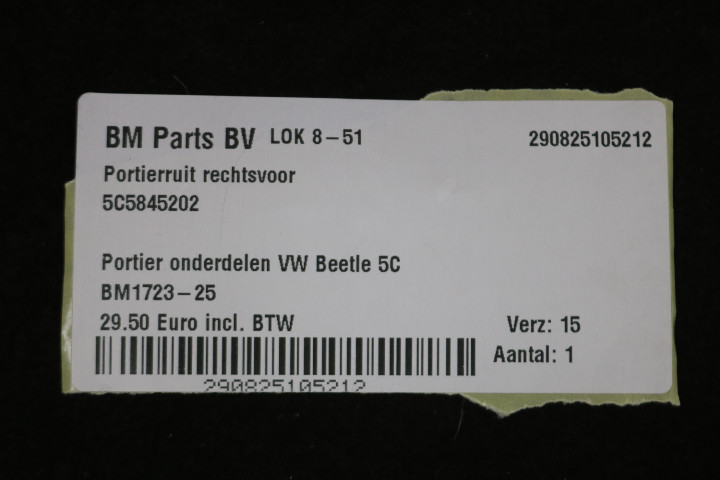 BM Parts BV LOK 8-51 290825105212
Portierruit rechtsvoor
5C5845202
Portier onderdelen VW Beetle 5C
BM1723-25
29.50 Euro incl. BTW Verz: 15
Aantal: 1
290825105212